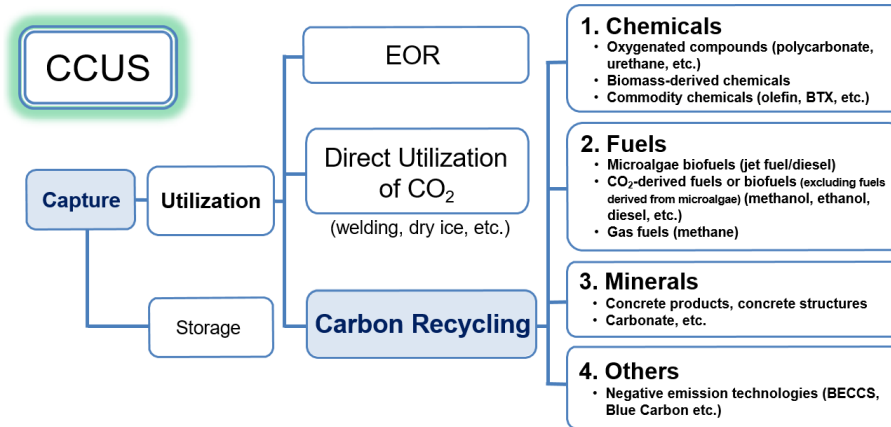 CCUS
Capture
Utilization
Storage
EOR
Direct Utilization
of CO₂
(welding, dry ice, etc.)
Carbon Recycling
1. Chemicals
• Oxygenated compounds (polycarbonate,
urethane, etc.)
• Biomass-derived chemicals
• Commodity chemicals (olefin, BTX, etc.)
2. Fuels
• Microalgae biofuels (jet fuel/diesel)
• CO₂-derived fuels or biofuels (excluding fuels
derived from microalgae) (methanol, ethanol,
diesel, etc.)
• Gas fuels (methane)
3. Minerals
• Concrete products, concrete structures
• Carbonate, etc.
4. Others
• Negative emission technologies (BECCS,
Blue Carbon etc.)